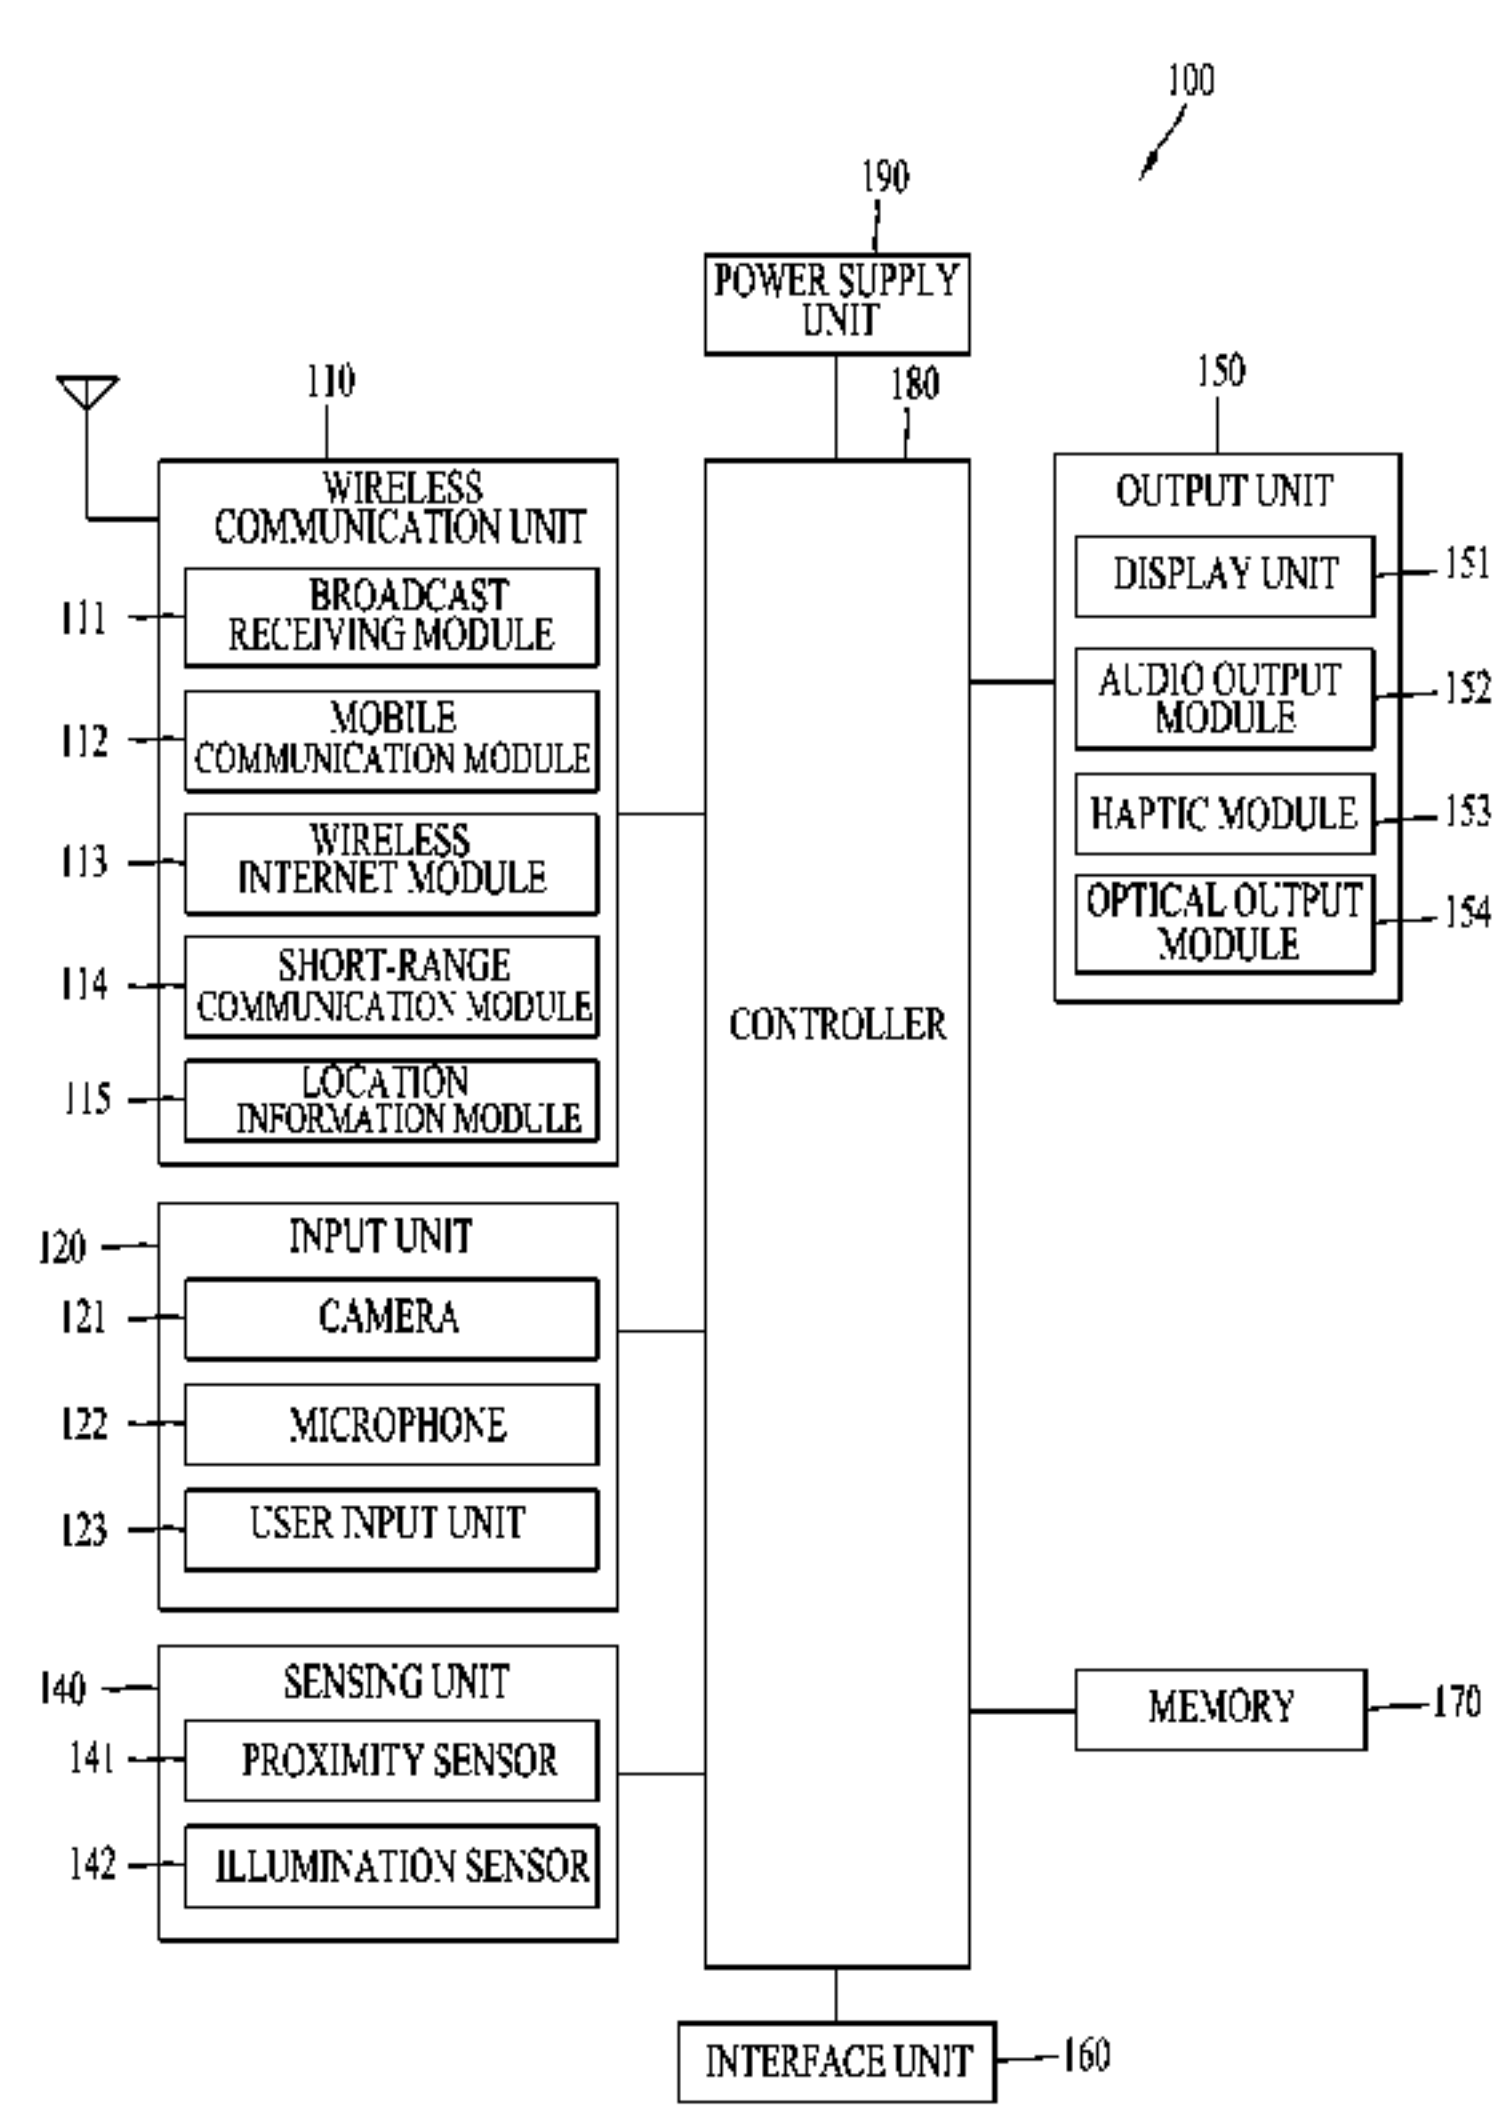 100
190
POWER SUPPLY
UNIT
110
180
150
WIRELESS
COMMUNICATION UNIT
111
BROADCAST
RECEIVING MODULE
112
MOBILE
COMMUNICATION MODULE
113
WIRELESS
INTERNET MODULE
114
SHORT-RANGE
COMMUNICATION MODULE
115
LOCATION
INFORMATION MODULE
120
INPUT UNIT
121
CAMERA
122
MICROPHONE
123
USER INPUT UNIT
140
SENSING UNIT
141
PROXIMITY SENSOR
142
ILLUMINATION SENSOR
CONTROLLER
OUTPUT UNIT
DISPLAY UNIT
151
AUDIO OUTPUT
MODULE
152
HAPTIC MODULE
153
OPTICAL OUTPUT
MODULE
154
MEMORY
170
INTERFACE UNIT
160